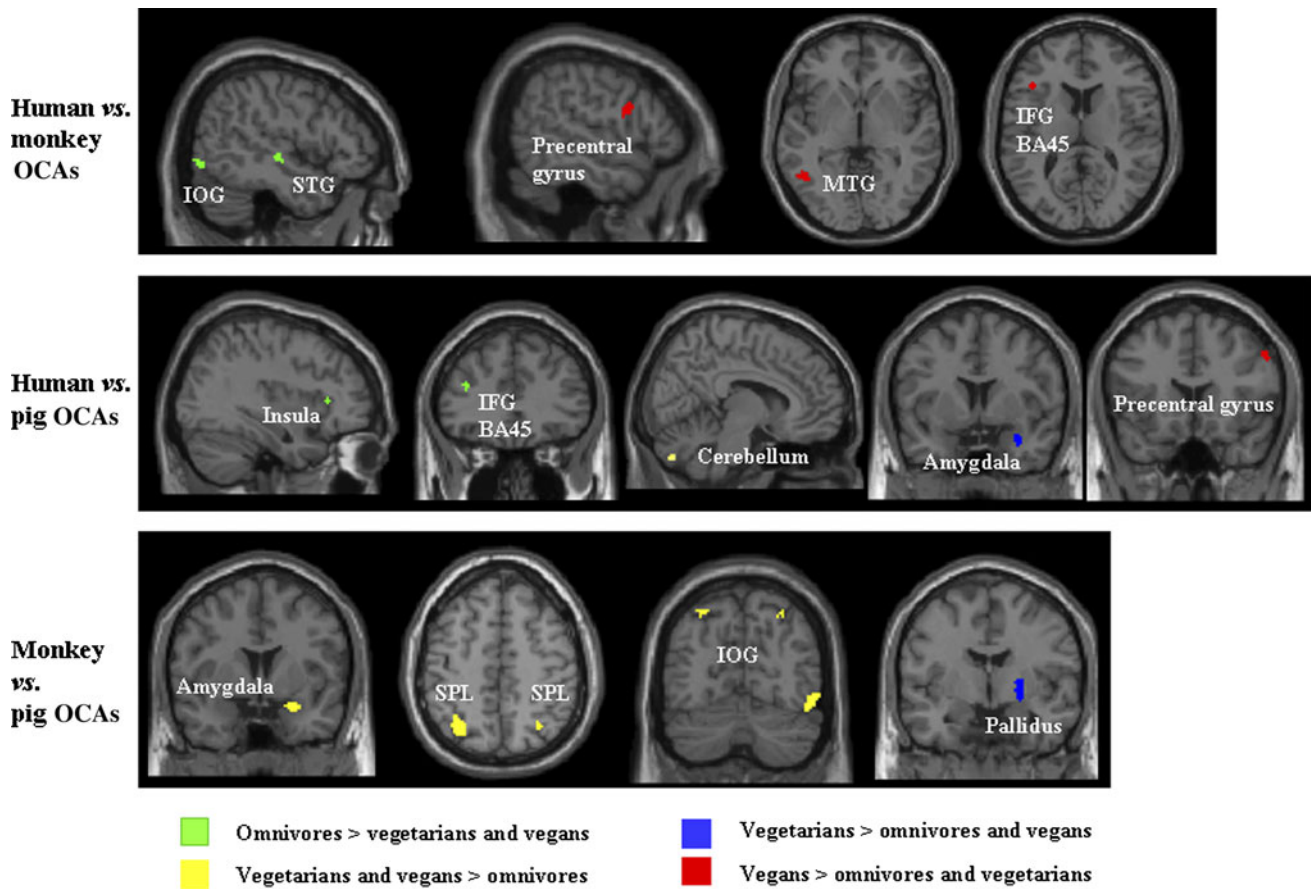 Human vs.
monkey
OCAs
IOG
STG
Precentral
gyrus
MTG
IFG
BA45
Human vs.
pig OCAs
Insula
IFG
BA45
Cerebellum
Amygdala
Precentral gyrus
Monkey
vs.
pig OCAs
Amygdala
SPL
SPL
IOG
Pallidus
Omnivores > vegetarians and vegans
Vegetarians > omnivores and vegans
Vegetarians and vegans > omnivores
Vegans > omnivores and vegetarians